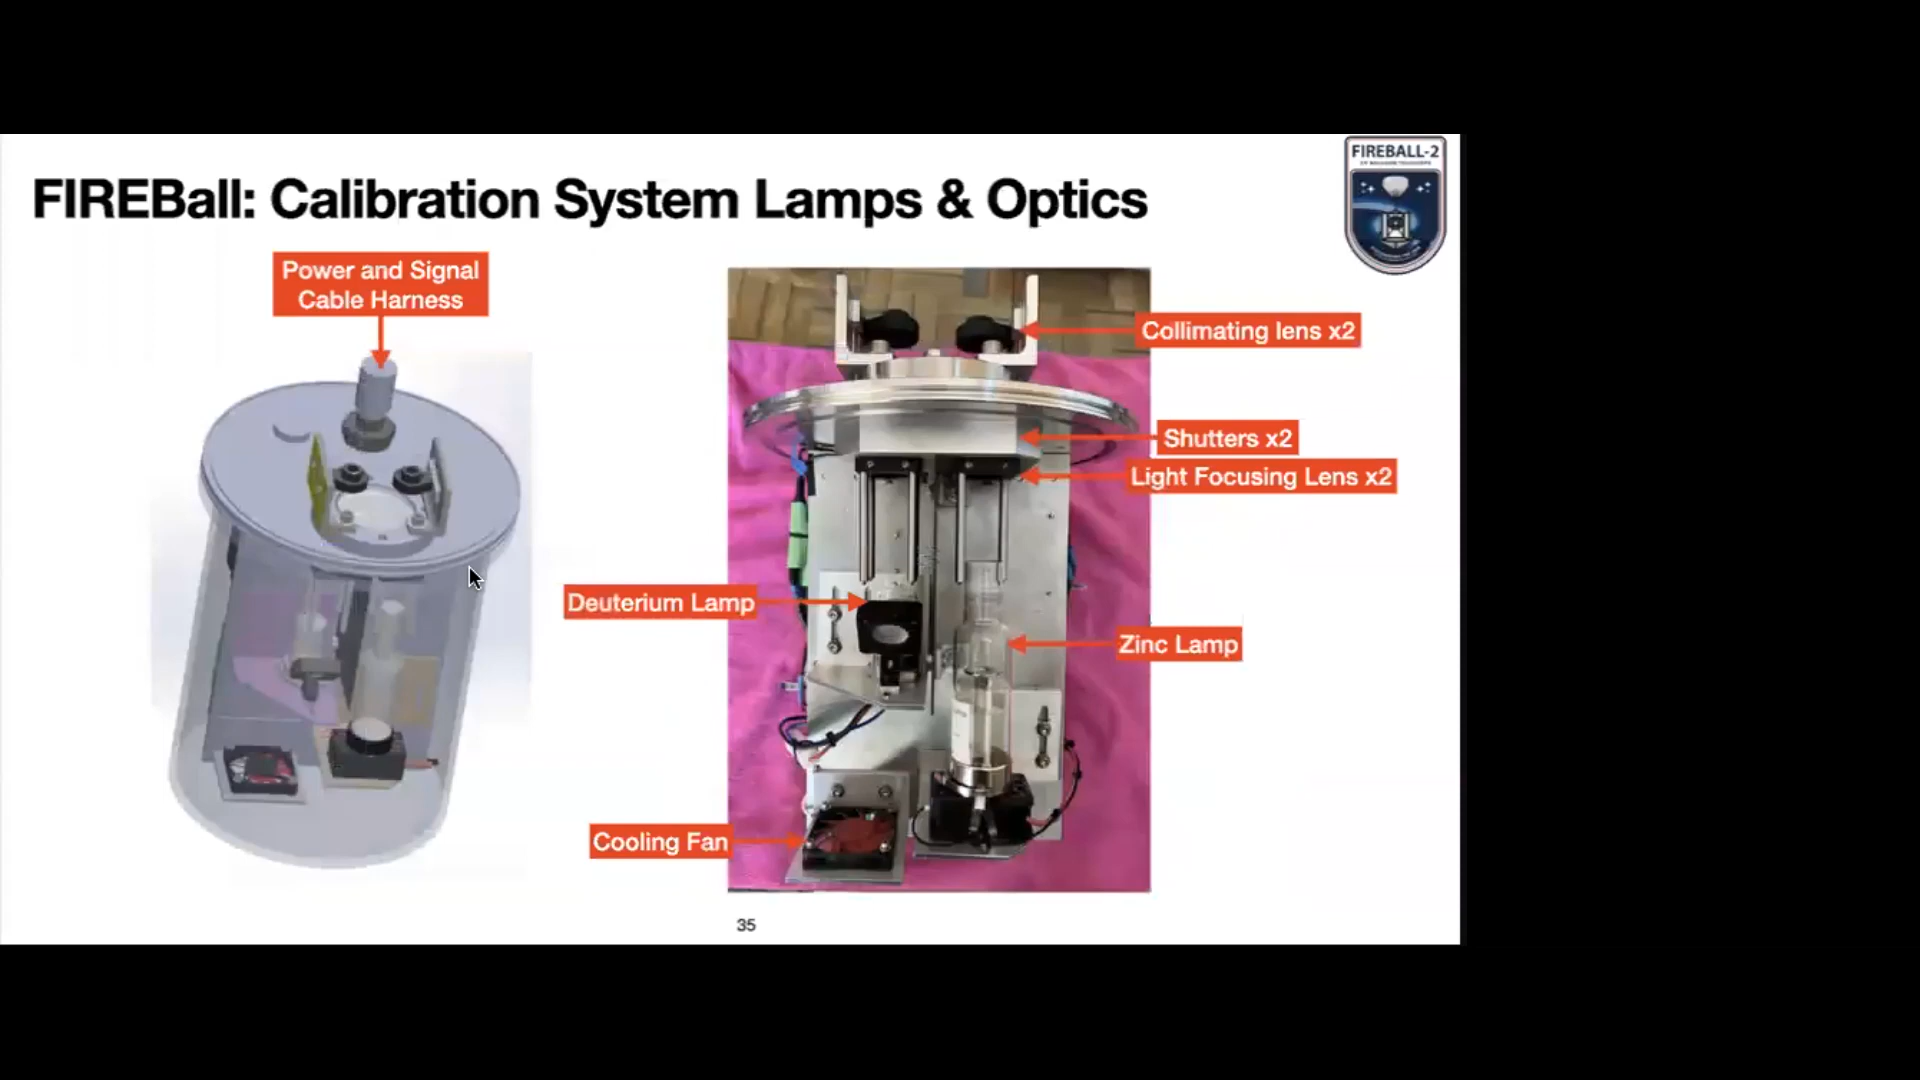 FIREBALL-2
FIREBall: Calibration System Lamps & Optics
Power and Signal
Cable Harness
Collimating lens x2
Shutters x2
Light Focusing Lens x2
Deuterium Lamp
Zinc Lamp
Cooling Fan
35